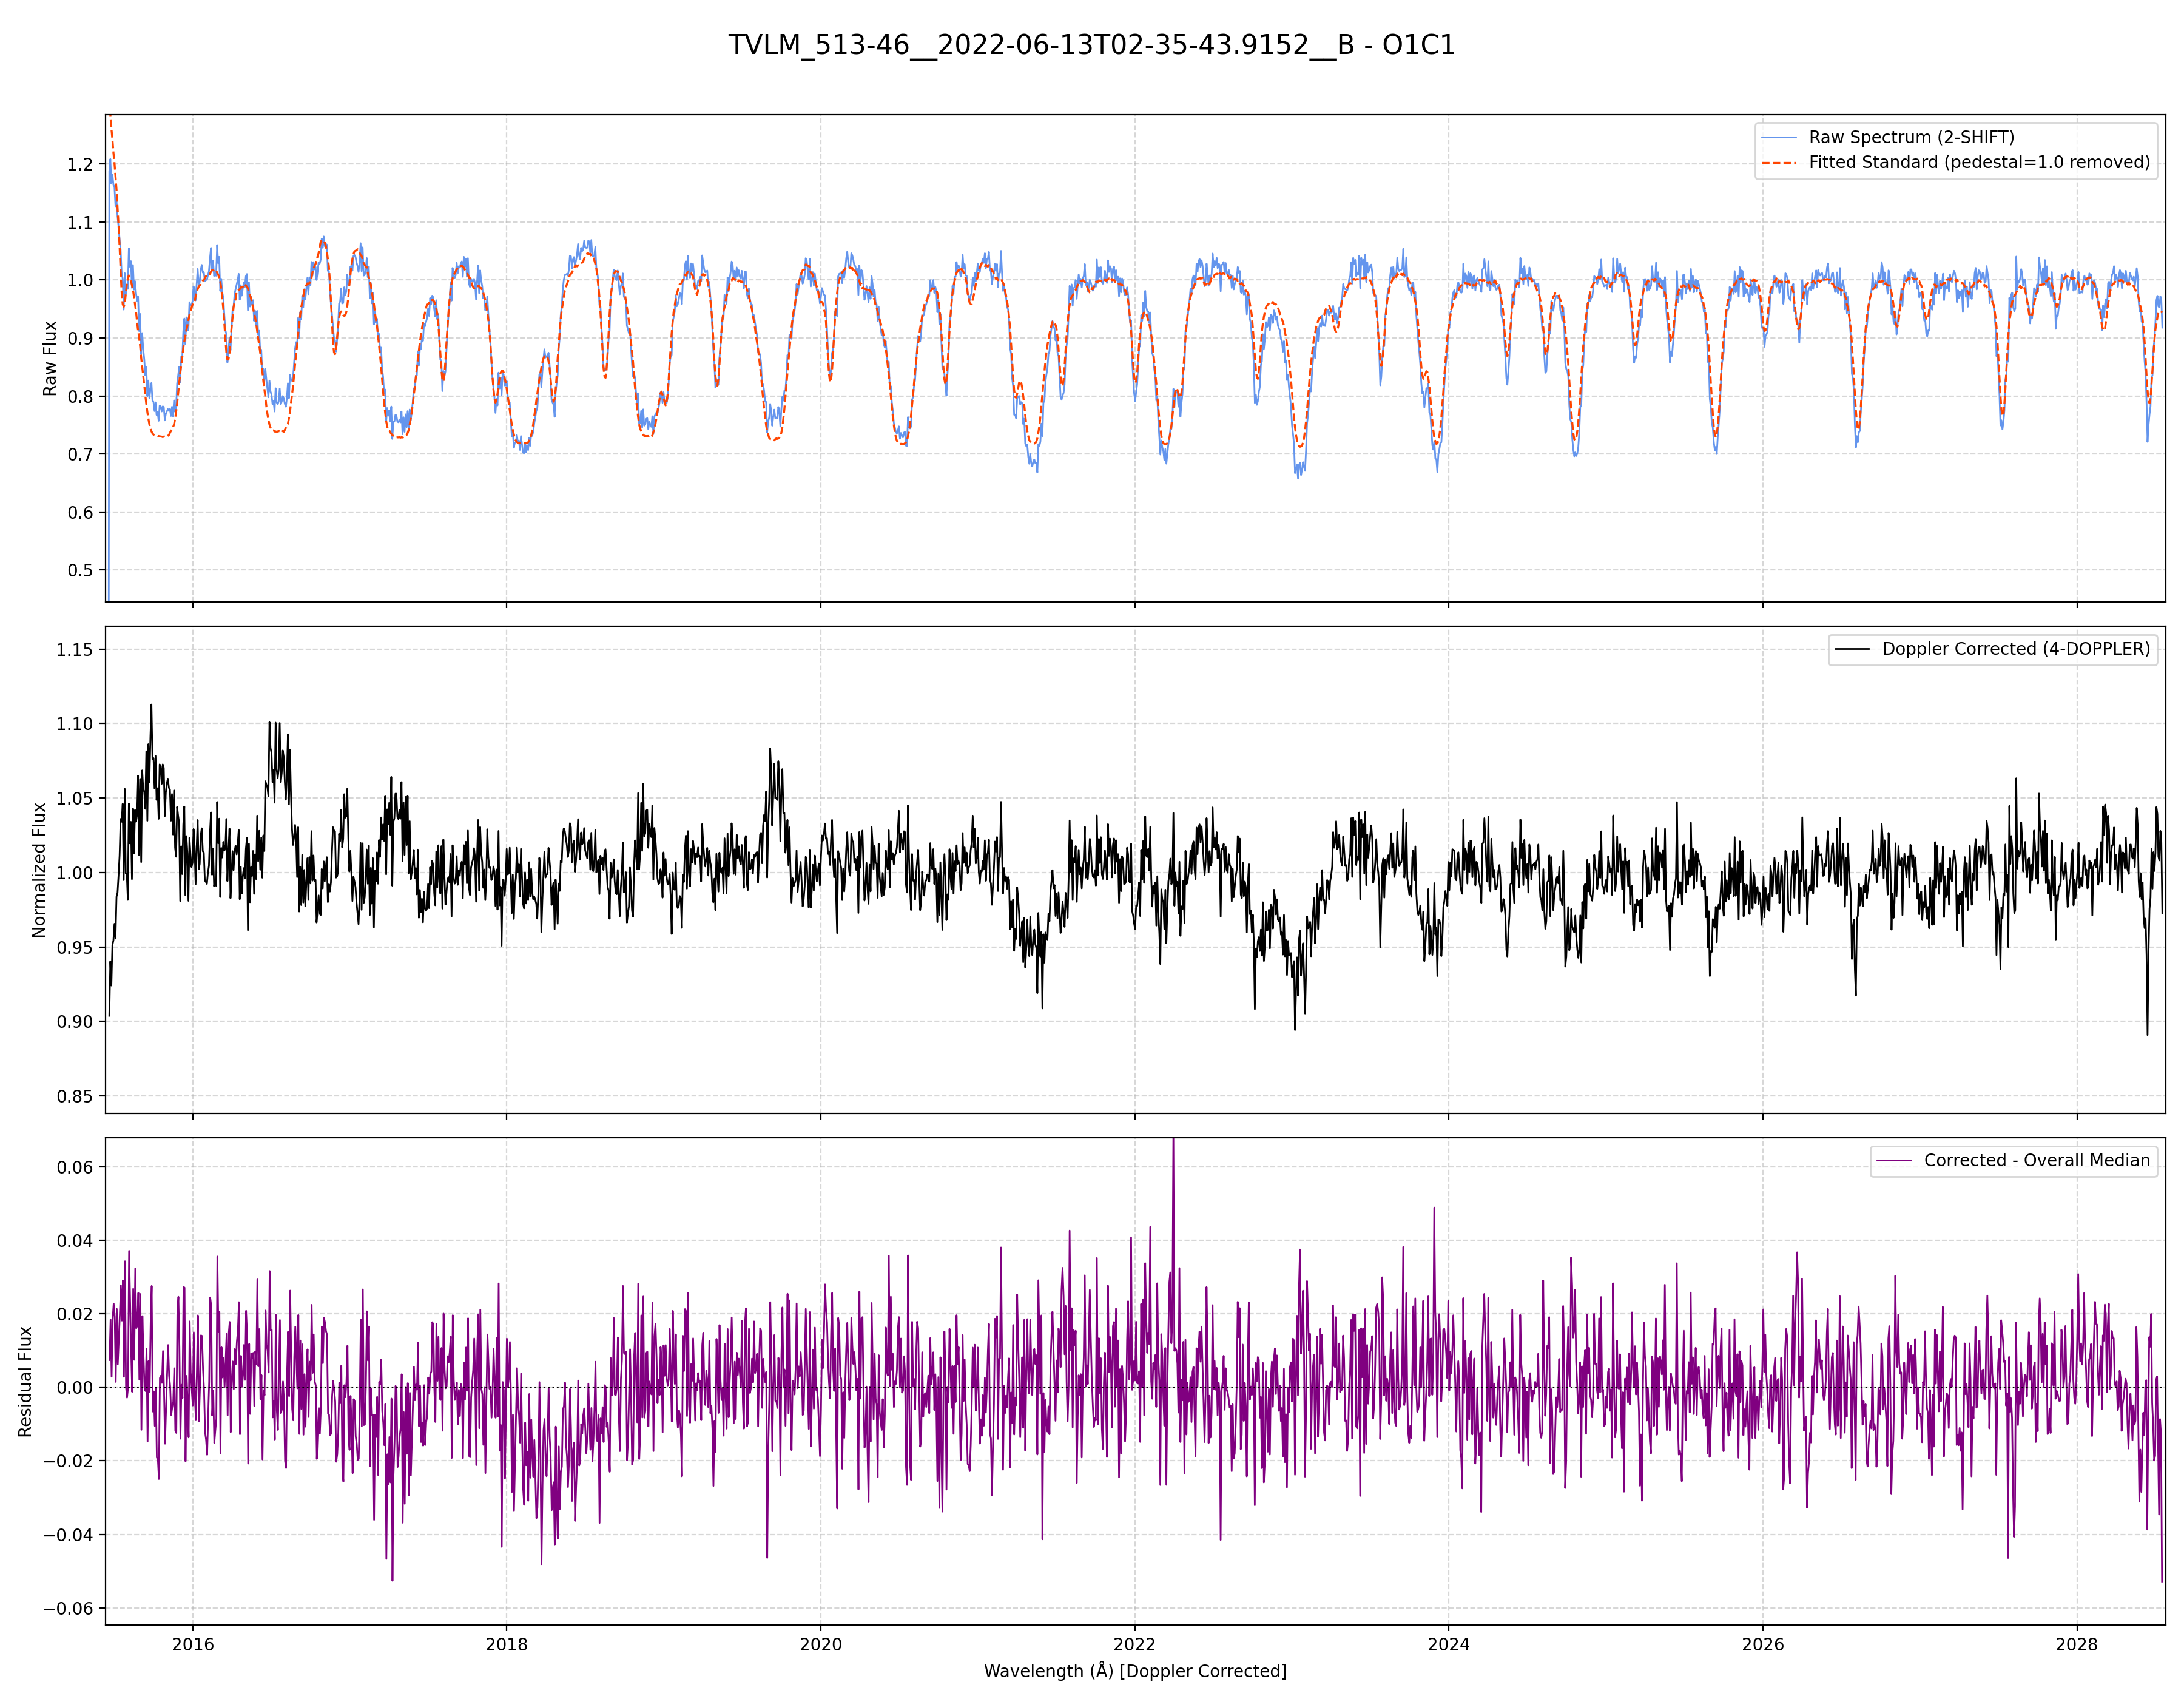 TVLM_513-46__2022-06-13T02-35-43.9152__B - O1C1
Raw Flux
1.2
1.1
1.0
0.9
0.8
0.7
0.6
0.5
Raw Spectrum (2-SHIFT)
Fitted Standard (pedestal=1.0 removed)
Normalized Flux
1.15
1.10
1.05
1.00
0.95
0.90
0.85
Doppler Corrected (4-DOPPLER)
Residual Flux
0.06
0.04
0.02
0.00
−0.02
−0.04
−0.06
Corrected - Overall Median
2016 2018 2020 2022 2024 2026 2028
Wavelength (Å) [Doppler Corrected]